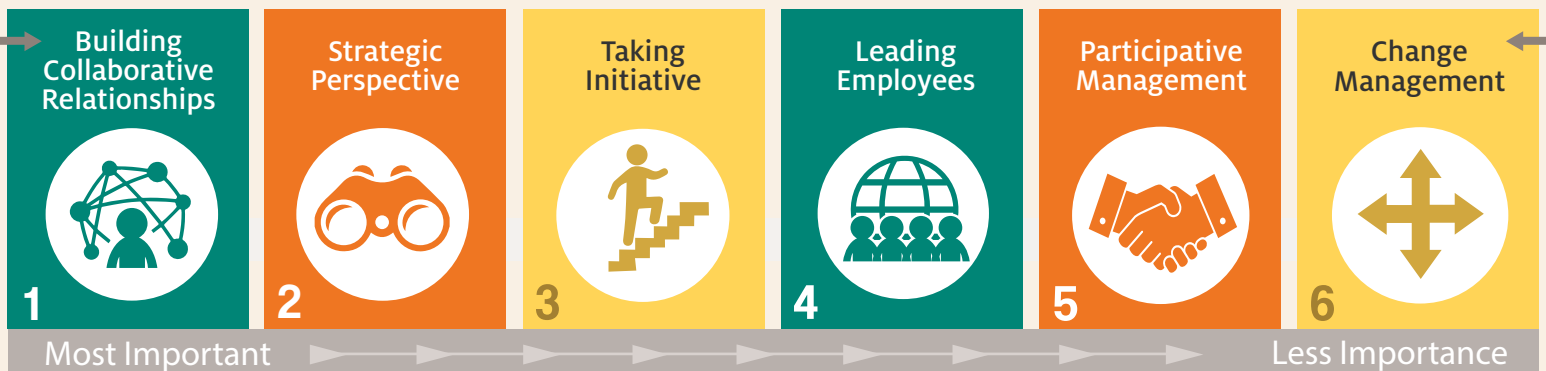 Building
Collaborative
Relationships
1
Strategic
Perspective
2
Taking
Initiative
3
Leading
Employees
4
Participative
Management
5
Change
Management
6
Most Important
Less Importance